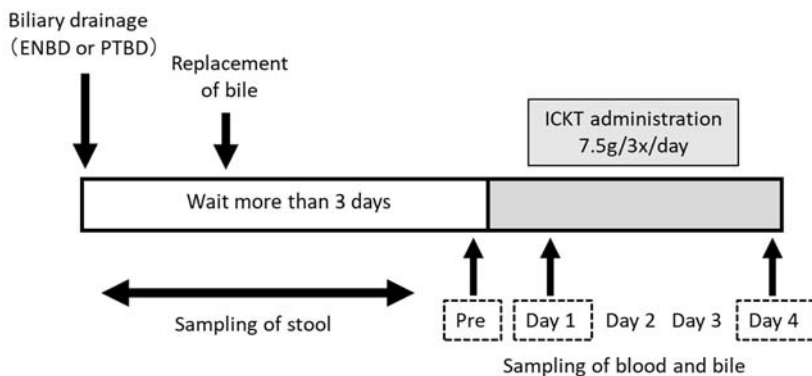 Biliary drainage
（ENBD or PTBD）
Replacement
of bile
ICKT administration
7.5g/3x/day
Wait more than 3 days
Sampling of stool
Pre
Day 1
Day 2
Day 3
Day 4
Sampling of blood and bile